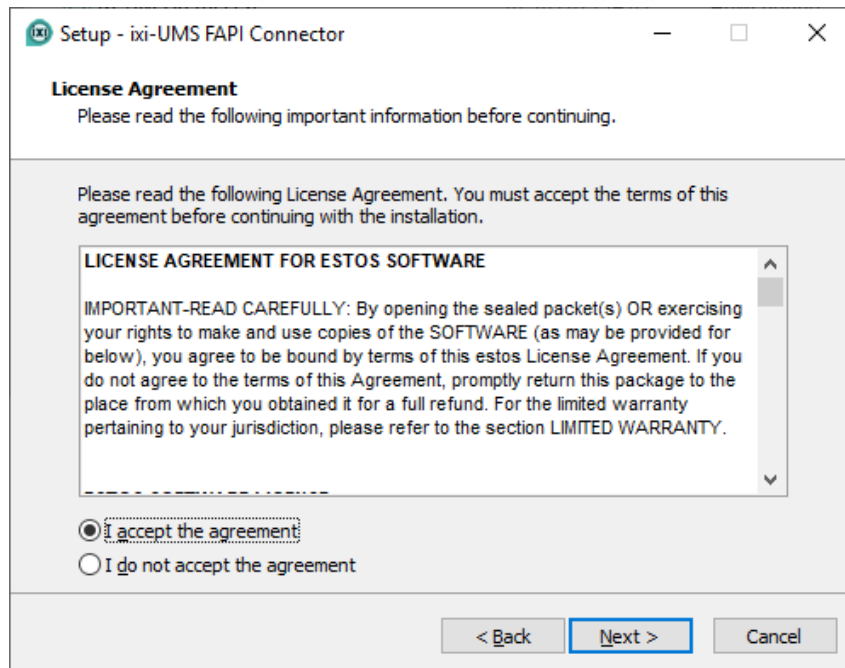 ixi
Setup - ixi-UMS FAPI Connector
License Agreement
Please read the following important information before continuing.
Please read the following License Agreement. You must accept the terms of this
agreement before continuing with the installation.
LICENSE AGREEMENT FOR ESTOS SOFTWARE
IMPORTANT-READ CAREFULLY: By opening the sealed packet(s) OR exercising
your rights to make and use copies of the SOFTWARE (as may be provided for
below), you agree to be bound by terms of this estos License Agreement. If you
do not agree to the terms of this Agreement, promptly return this package to the
place from which you obtained it for a full refund. For the limited warranty
pertaining to your jurisdiction, please refer to the section LIMITED WARRANTY.
I accept the agreement
I do not accept the agreement
< Back Next > Cancel